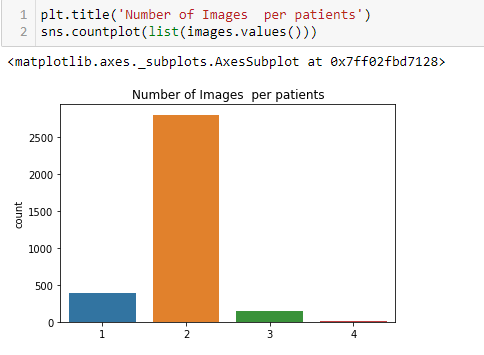 1 plt.title('Number of Images  per patients')
2 sns.countplot(list(images.values()))
<matplotlib.axes._subplots.AxesSubplot at 0x7ff02fbd7128>
Number of Images  per patients
2500
2000
1500
1000
500
0
count
1 2 3 4